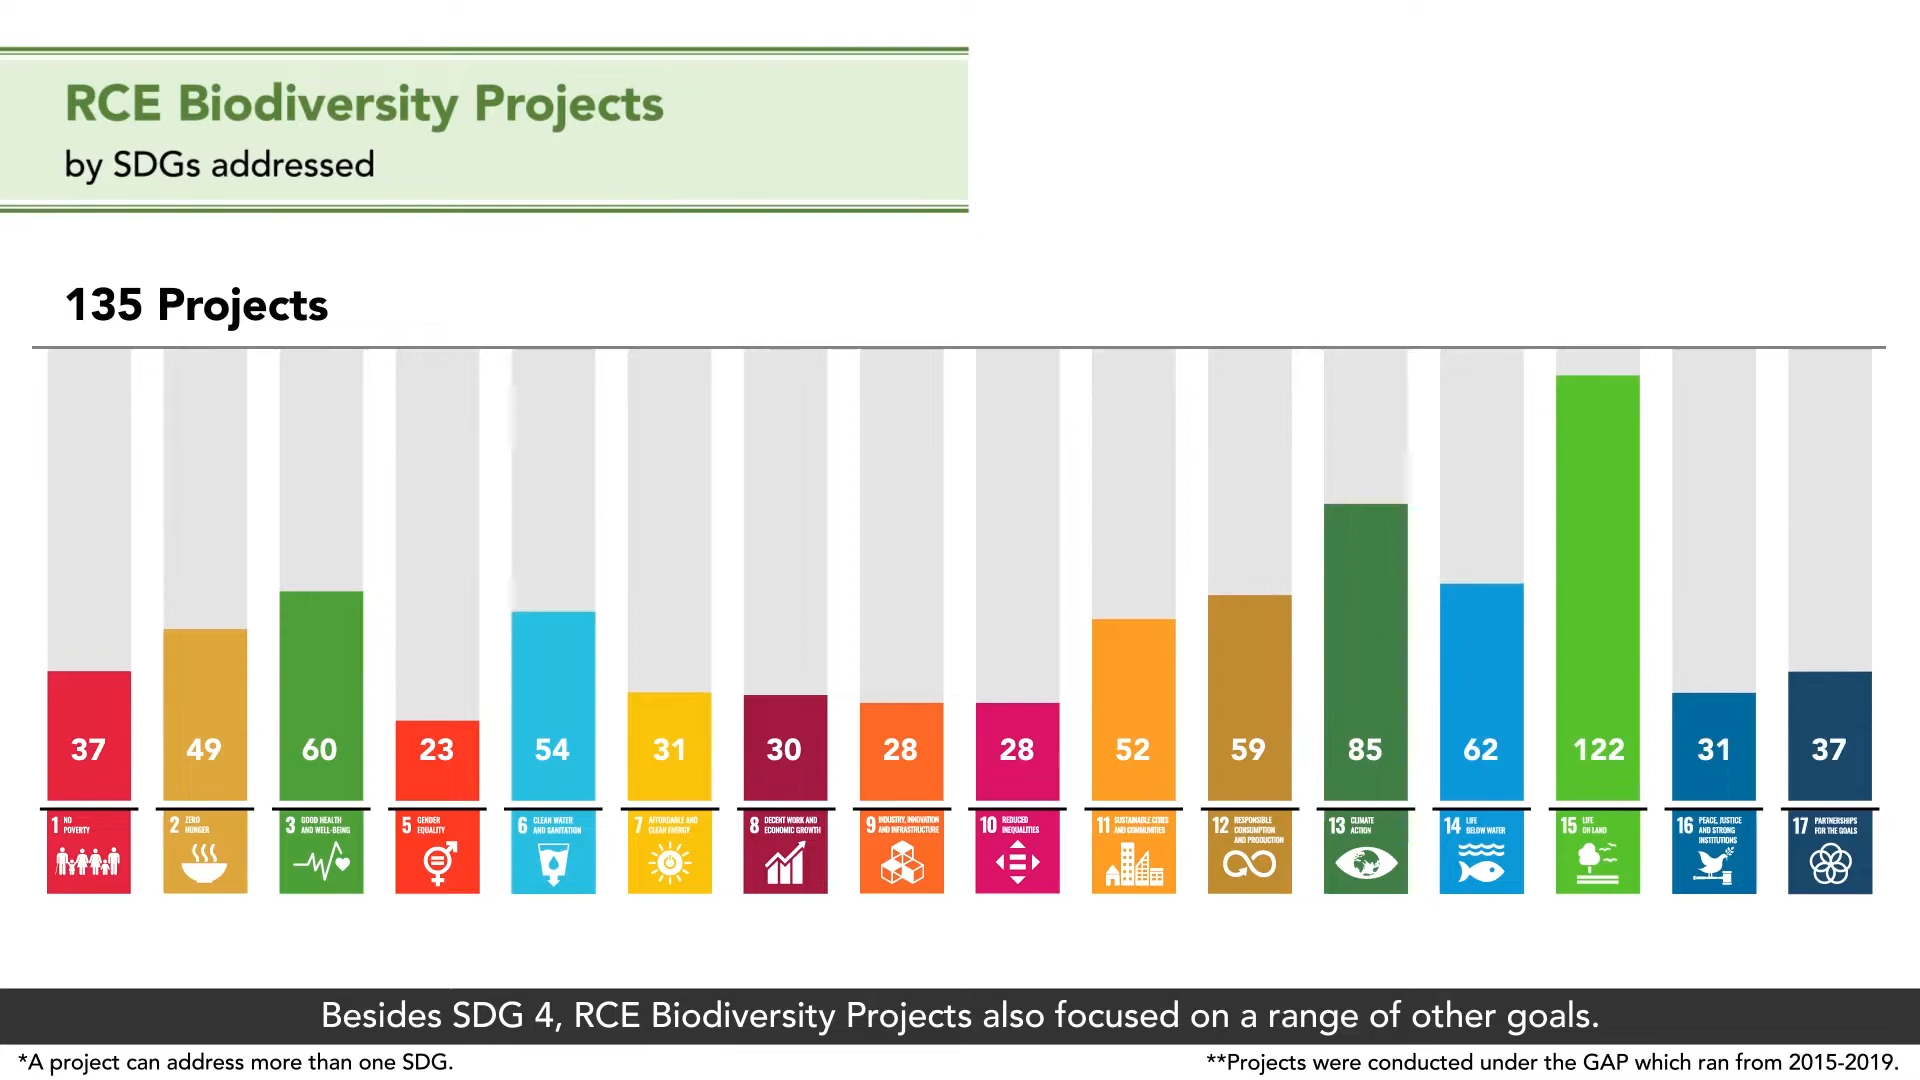 RCE Biodiversity Projects
by SDGs addressed
135 Projects
37 49 60 23 54 31 30 28 28 52 59 85 62 122 31 37
1 NO
POVERTY
2 ZERO
HUNGER
3 GOOD HEALTH
AND WELL-BEING
5 GENDER
EQUALITY
6 CLEAN WATER
AND SANITATION
7 AFFORDABLE AND
CLEAN ENERGY
8 DECENT WORK AND
ECONOMIC GROWTH
9 INDUSTRY, INNOVATION
AND INFRASTRUCTURE
10 REDUCED
INEQUALITIES
11 SUSTAINABLE CITIES
AND COMMUNITIES
12 RESPONSIBLE
CONSUMPTION
AND PRODUCTION
13 CLIMATE
ACTION
14 LIFE
BELOW WATER
15 LIFE
ON LAND
16 PEACE, JUSTICE
AND STRONG
INSTITUTIONS
17 PARTNERSHIPS
FOR THE GOALS
Besides SDG 4, RCE Biodiversity Projects also focused on a range of other goals.
*A project can address more than one SDG.
**Projects were conducted under the GAP which ran from 2015-2019.